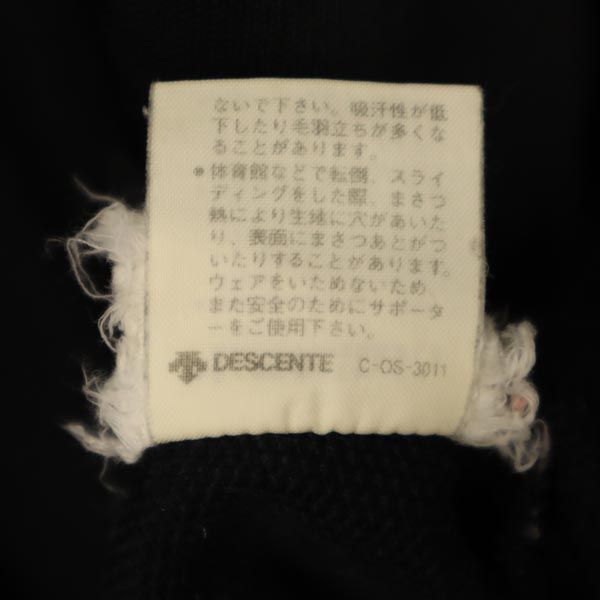 ないで下さい。吸汗性が低
下したり毛羽立ちが多くな
ることがあります。
●体育館などで転倒、スライ
ディングをした際、まさつ
熱により生地に穴があいた
り、表面にまさつあとがつ
いたりすることがあります。
ウェアをいためないため、
また安全のためにサポータ
ーをご使用下さい。
DESCENTE C-OS-3011